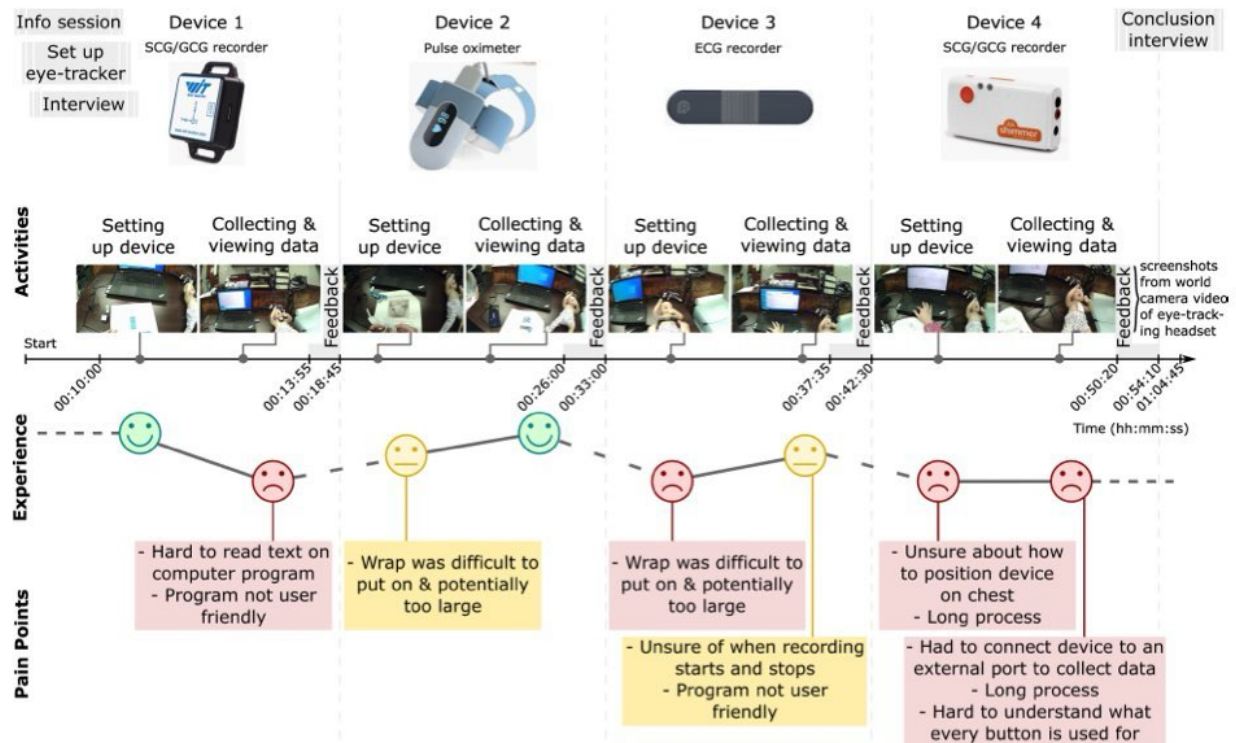 Info session
Set up
eye-tracker
Interview
Device 1
SCG/GCG recorder
Device 2
Pulse oximeter
Device 3
ECG recorder
Device 4
SCG/GCG recorder
Conclusion
interview
WIT
98
shimmer
Activities
Setting
up device
Collecting &
viewing data
Feedback
Setting
up device
Collecting &
viewing data
Feedback
Setting
up device
Collecting &
viewing data
Setting
up device
Collecting &
viewing data
Feedback
screenshots
from world
camera video
of eye-track-
ing headset
Start
00:10:00
00:13:55
00:18:45
00:26:00
00:33:00
00:37:35
00:42:30
00:50:20
00:54:10
01:04:45
Time (hh:mm:ss)
Experience
Pain Points
- Hard to read text on
computer program
- Program not user
friendly
- Wrap was difficult to
put on & potentially
too large
- Wrap was difficult to
put on & potentially
too large
- Unsure of when recording
starts and stops
- Program not user
friendly
- Unsure about how
to position device
on chest
- Long process
- Had to connect device to an
external port to collect data
- Long process
- Hard to understand what
every button is used for